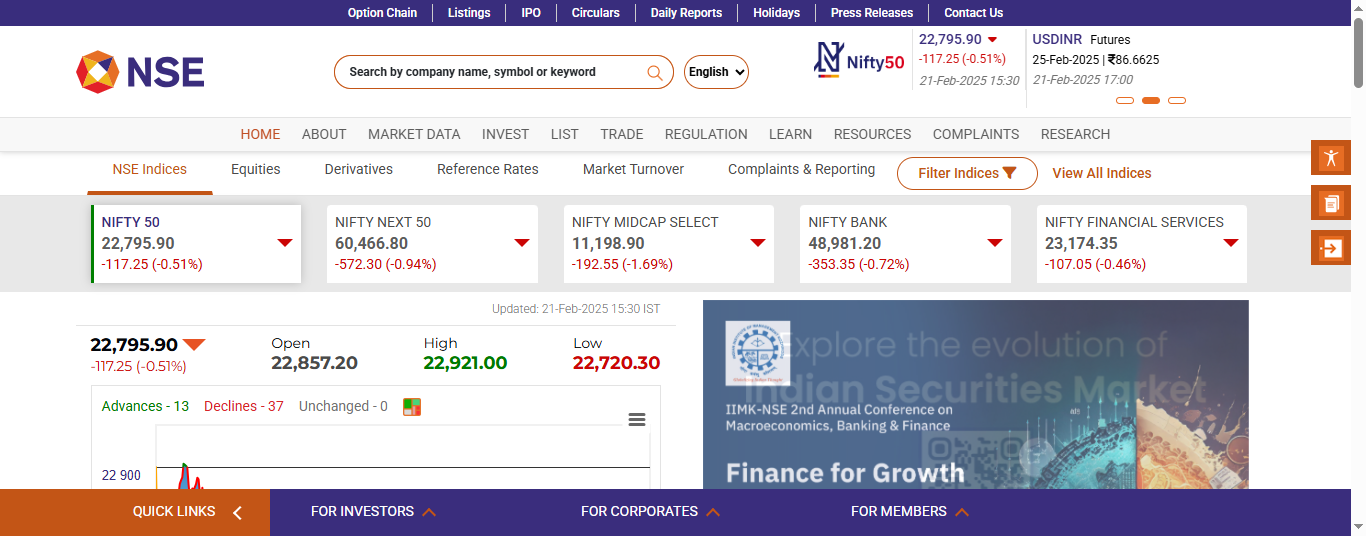 Option Chain
Listings
IPO
Circulars
Daily Reports
Holidays
Press Releases
Contact Us
NSE
Search by company name, symbol or keyword
English
Nifty50
22,795.90
-117.25 (-0.51%)
21-Feb-2025 15:30
USDINR Futures
25-Feb-2025 | ₹86.6625
21-Feb-2025 17:00
HOME
ABOUT
MARKET DATA
INVEST
LIST
TRADE
REGULATION
LEARN
RESOURCES
COMPLAINTS
RESEARCH
NSE Indices
Equities
Derivatives
Reference Rates
Market Turnover
Complaints & Reporting
Filter Indices
View All Indices
NIFTY 50
22,795.90
-117.25 (-0.51%)
NIFTY NEXT 50
60,466.80
-572.30 (-0.94%)
NIFTY MIDCAP SELECT
11,198.90
-192.55 (-1.69%)
NIFTY BANK
48,981.20
-353.35 (-0.72%)
NIFTY FINANCIAL SERVICES
23,174.35
-107.05 (-0.46%)
Updated: 21-Feb-2025 15:30 IST
22,795.90
-117.25 (-0.51%)
Open
22,857.20
High
22,921.00
Low
22,720.30
Advances - 13
Declines - 37
Unchanged - 0
22 900
Explore the evolution of
Indian Securities Market
IIMK-NSE 2nd Annual Conference on
Macroeconomics, Banking & Finance
Finance for Growth
QUICK LINKS
FOR INVESTORS
FOR CORPORATES
FOR MEMBERS